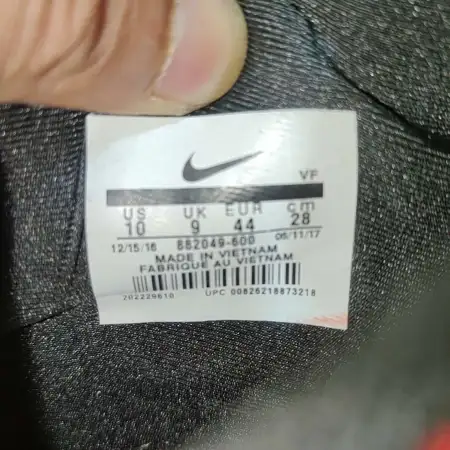 VF
US UK EUR cm
10 9 44 28
12/15/16 882049-600 05/11/17
MADE IN VIETNAM
FABRIQUE AU VIETNAM
202229610 UPC 00826218873218